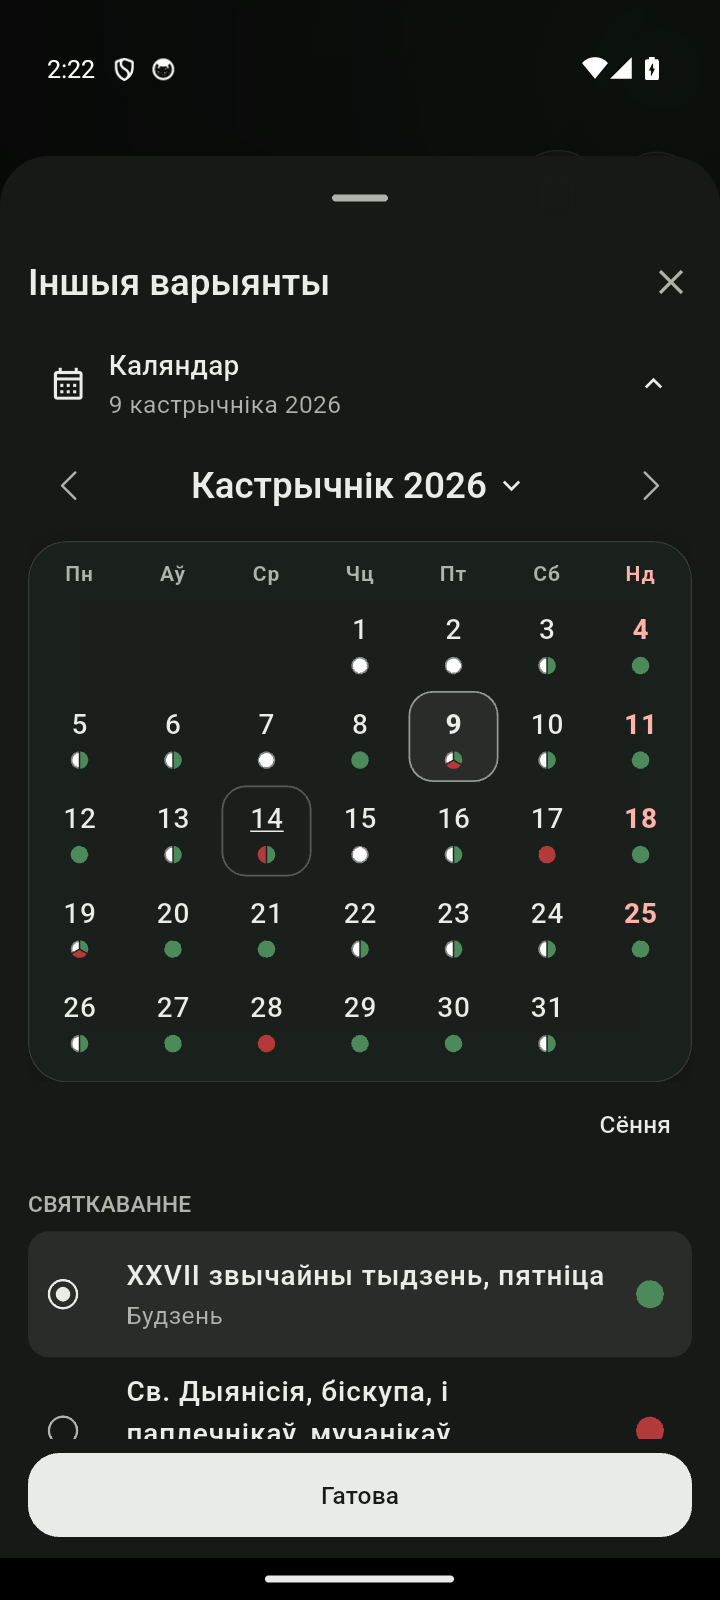 2:22
Іншыя варыянты
Каляндар
9 кастрычніка 2026
Кастрычнік 2026
Пн Аў Ср Чц Пт Сб Нд
1 2 3 4
5 6 7 8 9 10 11
12 13 14 15 16 17 18
19 20 21 22 23 24 25
26 27 28 29 30 31
Сёння
СВЯТКАВАННЕ
XXVII звычайны тыдзень, пятніца
Будзень
Св. Дыянісія, біскупа, і
паплечнікаў, мучанікаў
Гатова